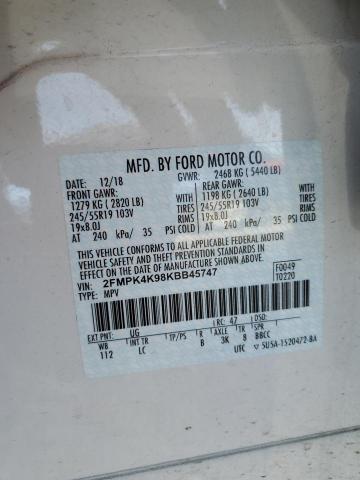 MFD. BY FORD MOTOR CO.
DATE: 12/18 GVWR: 2468 KG ( 5440 LB)
FRONT GAWR: REAR GAWR:
1279 KG ( 2820 LB) 1198 KG ( 2640 LB)
245/55R19 103V TIRES 245/55R19 103V TIRES
19x8.0J RIMS 19x8.0J RIMS
AT 240 kPa/ 35 PSI COLD AT 240 kPa/ 35 PSI COLD
THIS VEHICLE CONFORMS TO ALL APPLICABLE FEDERAL MOTOR
VEHICLE SAFETY AND THEFT PREVENTION STANDARDS IN
EFFECT ON THE DATE OF MANUFACTURE SHOWN ABOVE.
VIN: 2FMPK4K98KBB45747 F0049
TYPE: MPV T0220
EXT PNT: UG RC: 47
WB INT TR TP/PS R AXLE TR SPR
112 LC B 3K 8 BBCC
UTC 5U5A-1520472-BA